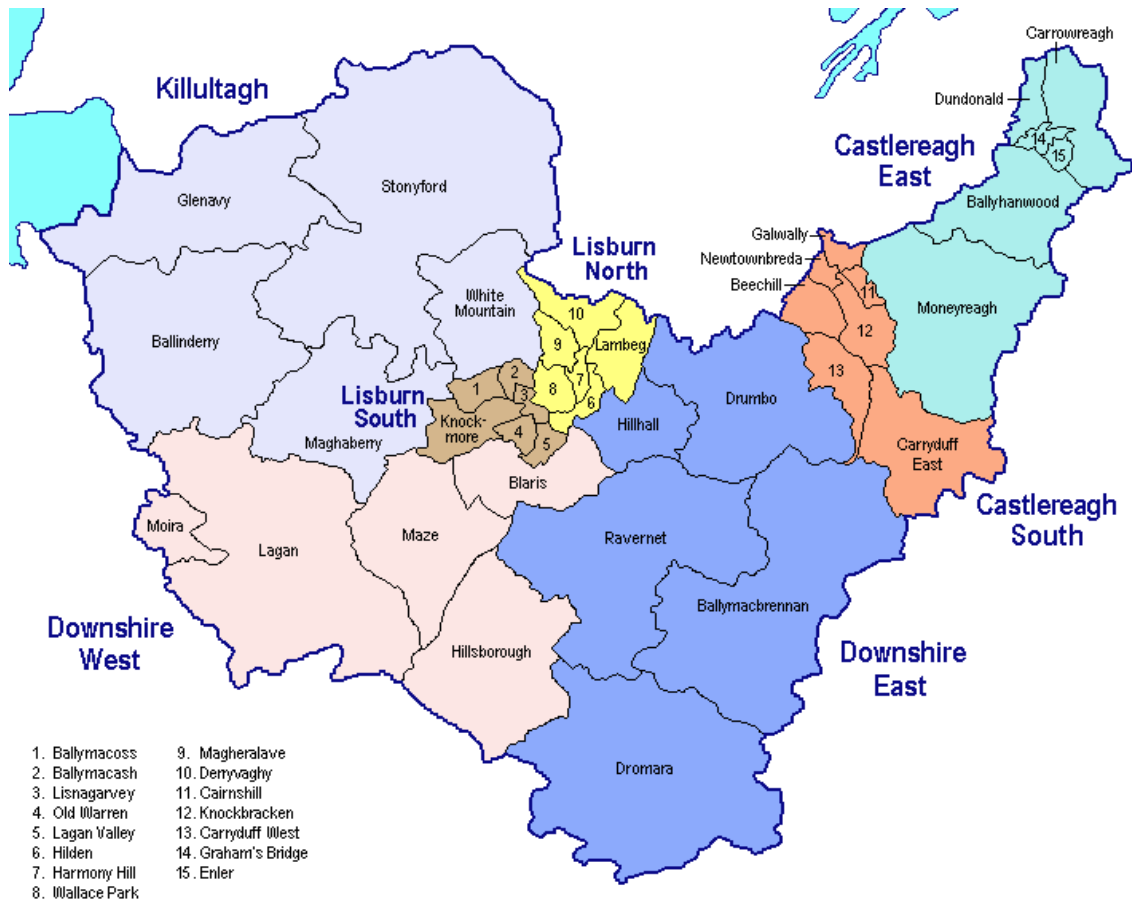 Carrowreagh
Killultagh
Dundonald
14
15
Castlereagh
East
Stonyford
Glenavy
Ballyhanwood
Galwally
Lisburn
North
Newtownbreda
Beechill
11
White
Mountain
Moneyreagh
10
12
Ballinderry
9
Lambeg
13
2
7
Lisburn
South
1
3
8
6
Drumbo
Knock-
more
4
5
Hillhall
Maghaberry
Carryduff
East
Blaris
Castlereagh
South
Moira
Maze
Ravernet
Lagan
Ballymacbrennan
Downshire
West
Hillsborough
Downshire
East
Dromara
1. Ballymacoss
2. Ballymacash
3. Lisnagarvey
4. Old Warren
5. Lagan Valley
6. Hilden
7. Harmony Hill
8. Wallace Park
9. Magheralave
10. Derryvaghy
11. Cairnshill
12. Knockbracken
13. Carryduff West
14. Graham's Bridge
15. Enler